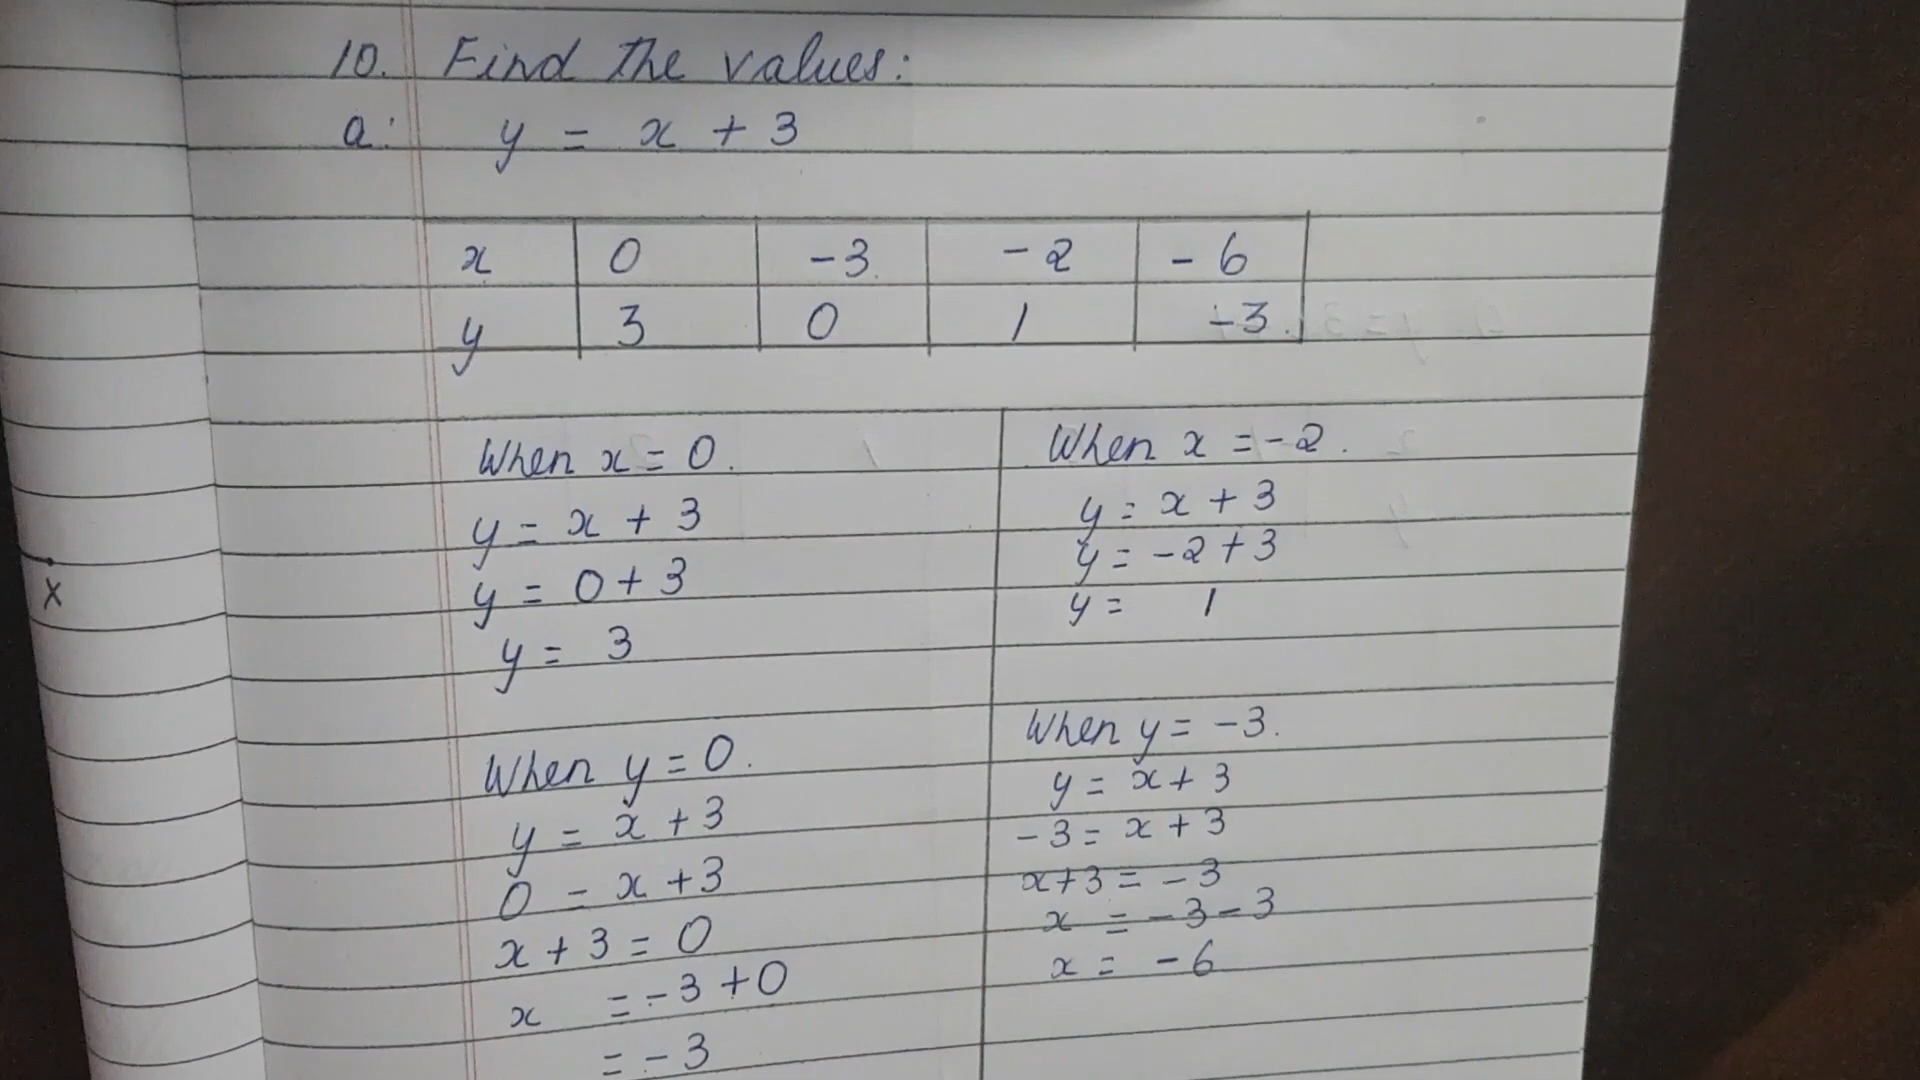 10. Find the values:
a: y = x + 3
x 0 -3 -2 -6
y 3 0 1 -3
When x = 0.
y = x + 3
y = 0 + 3
y = 3
When y = 0.
y = x + 3
0 = x + 3
x + 3 = 0
x = -3 + 0
= -3
When x = -2.
y = x + 3
y = -2 + 3
y = 1
When y = -3.
y = x + 3
-3 = x + 3
x + 3 = -3
x = -3 - 3
x = -6
X